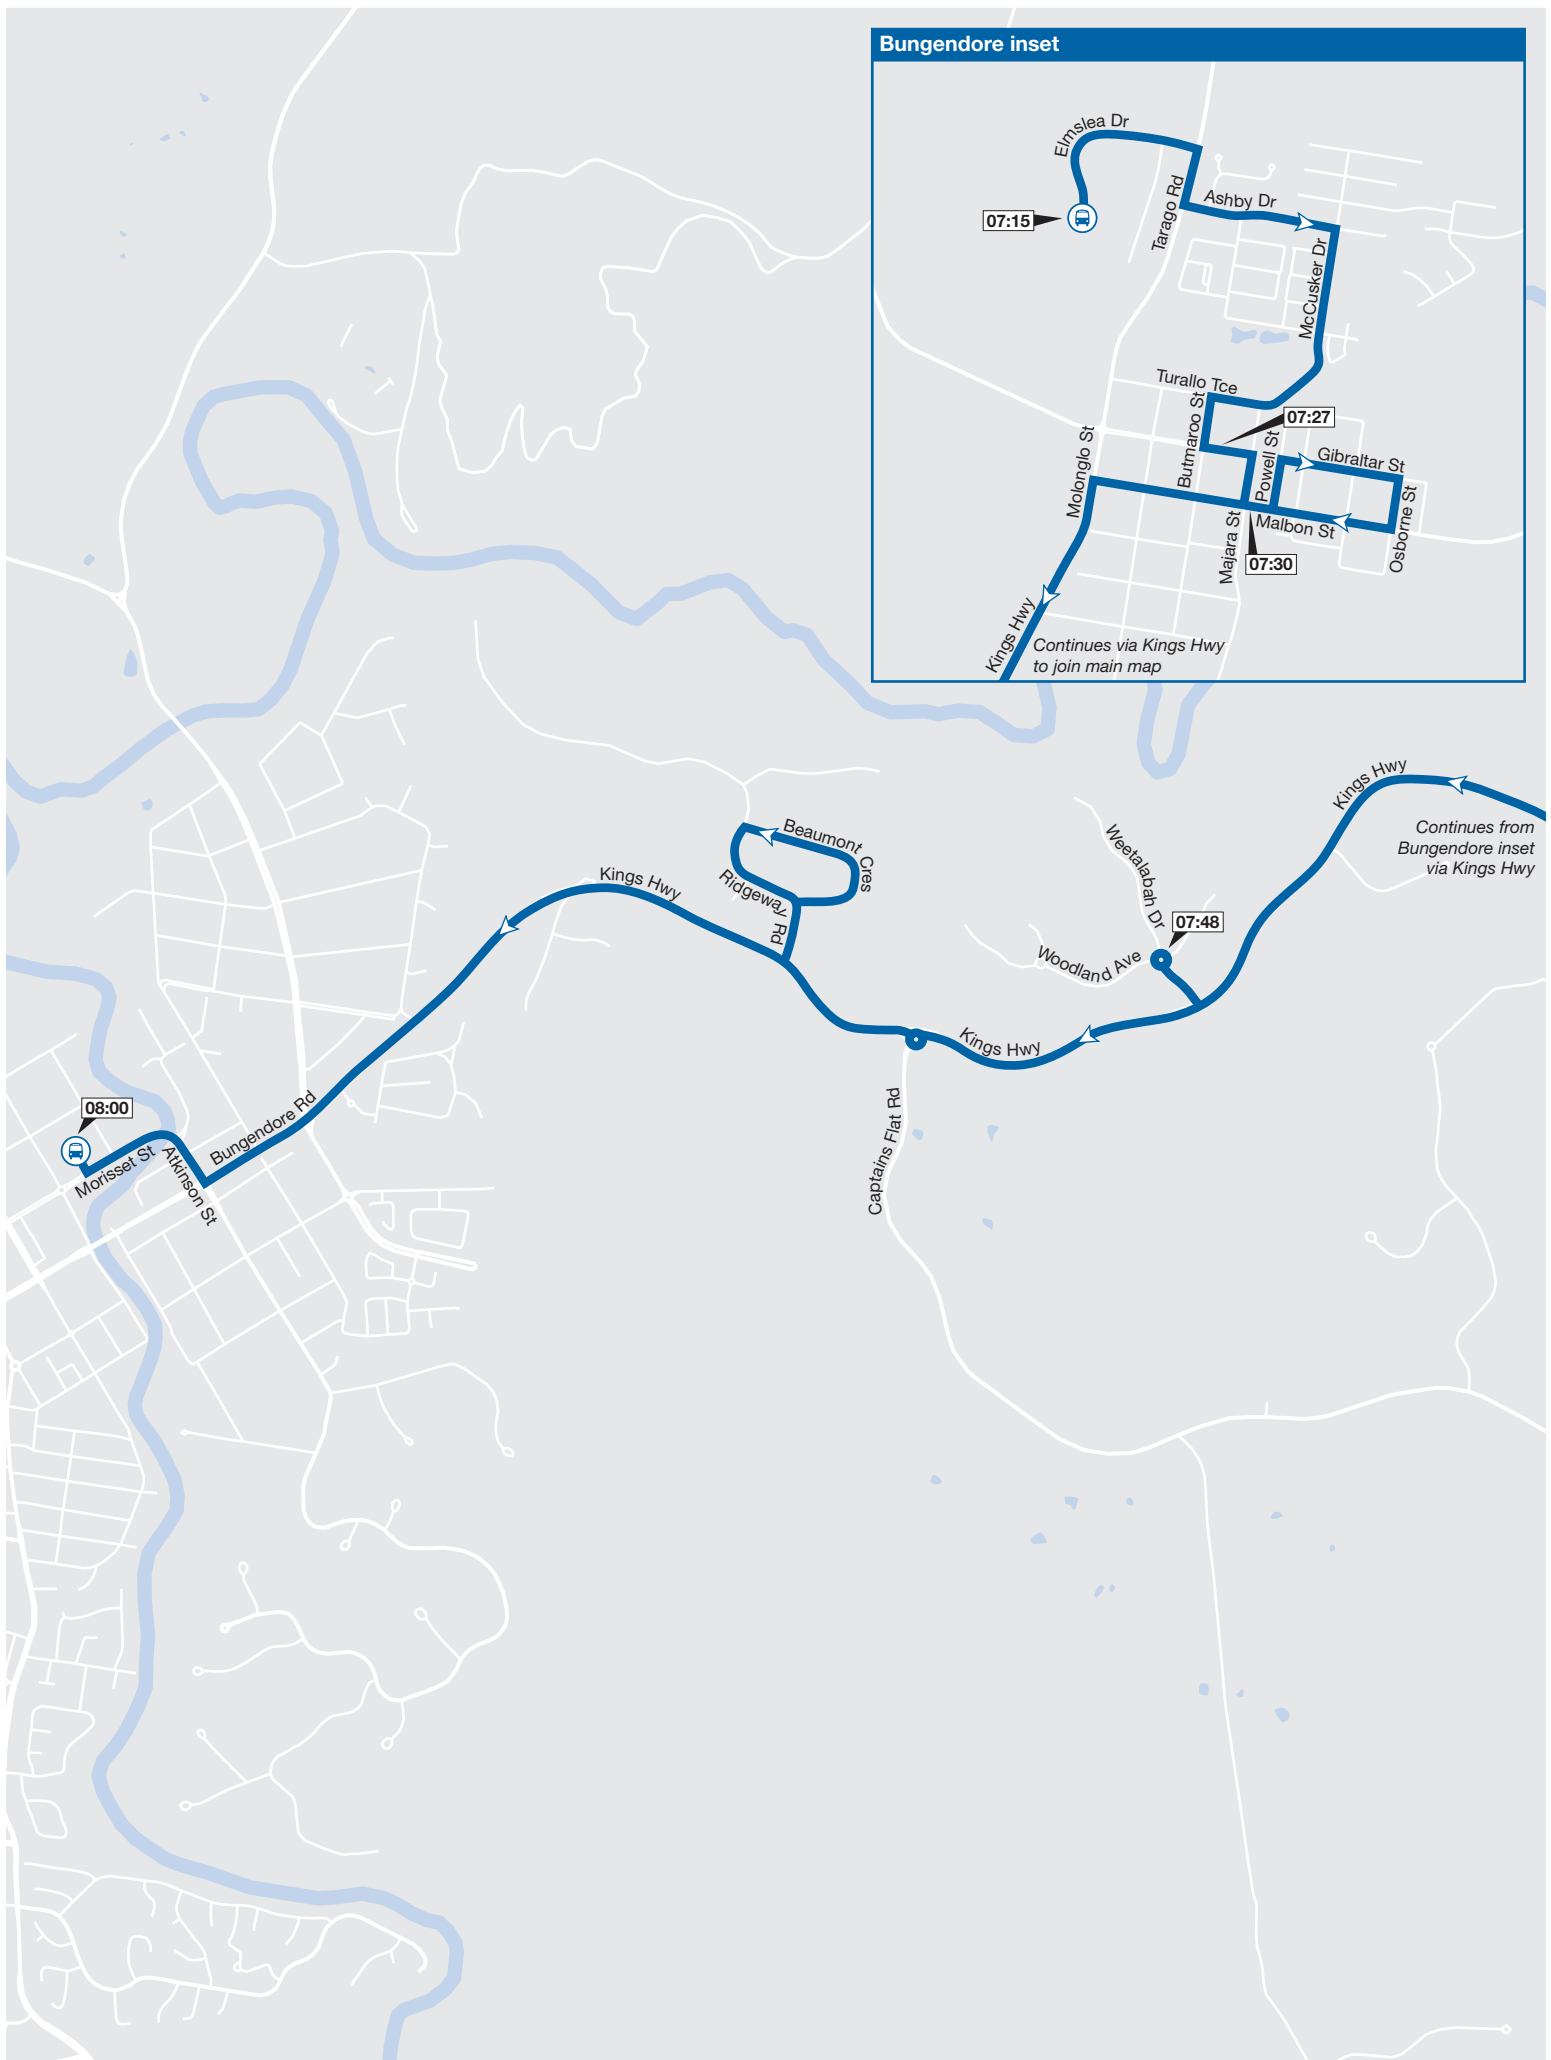 Bungendore inset
Elmslea Dr
07:15
Tarago Rd
Ashby Dr
McCusker Dr
Turallo Tce
Butmaroo St
07:27
Powell St
Gibraltar St
Molonglo St
Malbon St
Osborne St
Majara St
07:30
Kings Hwy
Continues via Kings Hwy
to join main map
Kings Hwy
Continues from
Bungendore inset
via Kings Hwy
Beaumont Cres
Weetalabah Dr
Kings Hwy
Ridgeway Rd
07:48
Woodland Ave
Kings Hwy
Captains Flat Rd
08:00
Bungendore Rd
Morisset St
Atkinson St